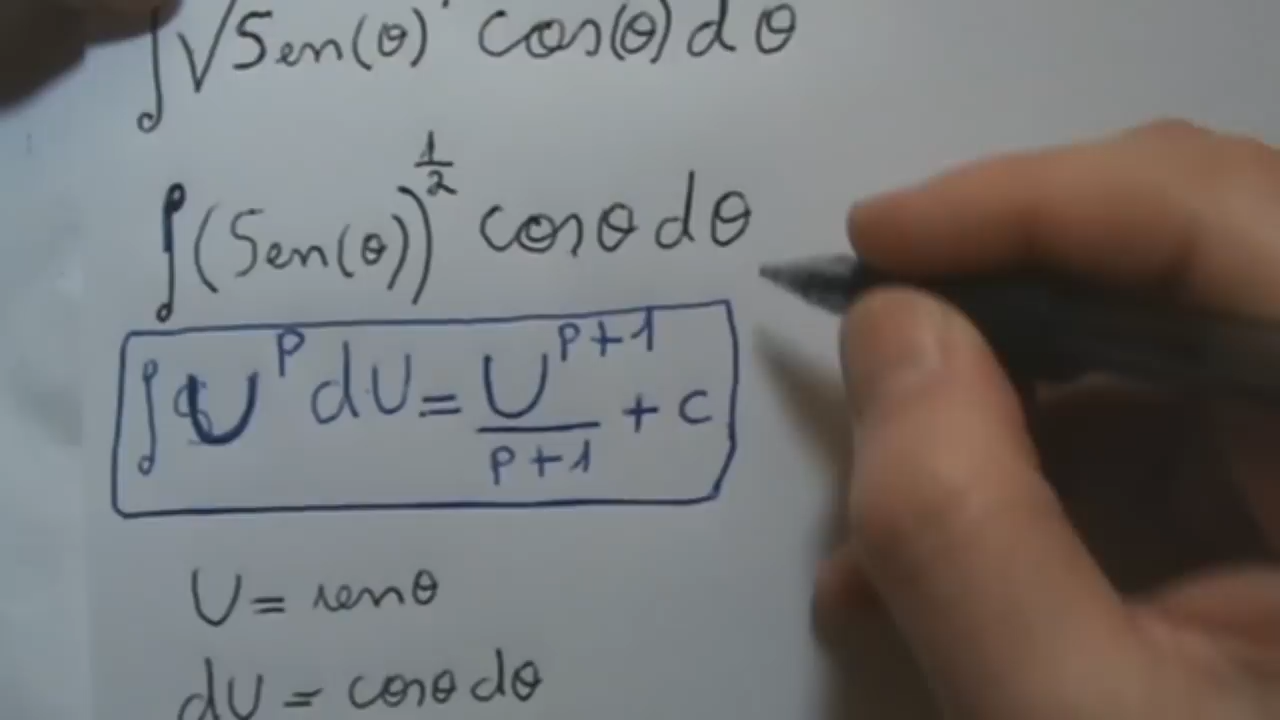 ∫√Sen(θ) cos(θ) dθ
∫(Sen(θ))^(1/2) cosθ dθ
∫U^P dU = U^(P+1)/(P+1) + c
U = senθ
dU = cosθ dθ